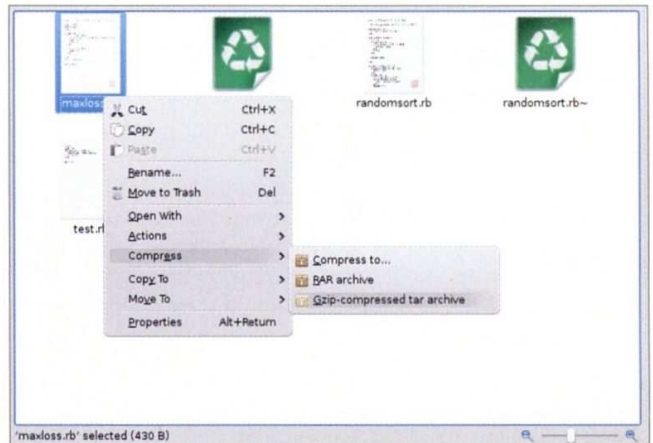 maxloss
randomsort.rb
randomsort.rb~
Cut Ctrl+X
Copy Ctrl+C
Paste Ctrl+V
Rename... F2
Move to Trash Del
test.r
Open With
Actions
Compress
Compress to...
RAR archive
Gzip-compressed tar archive
Copy To
Move To
Properties Alt+Return
'maxloss.rb' selected (430 B)